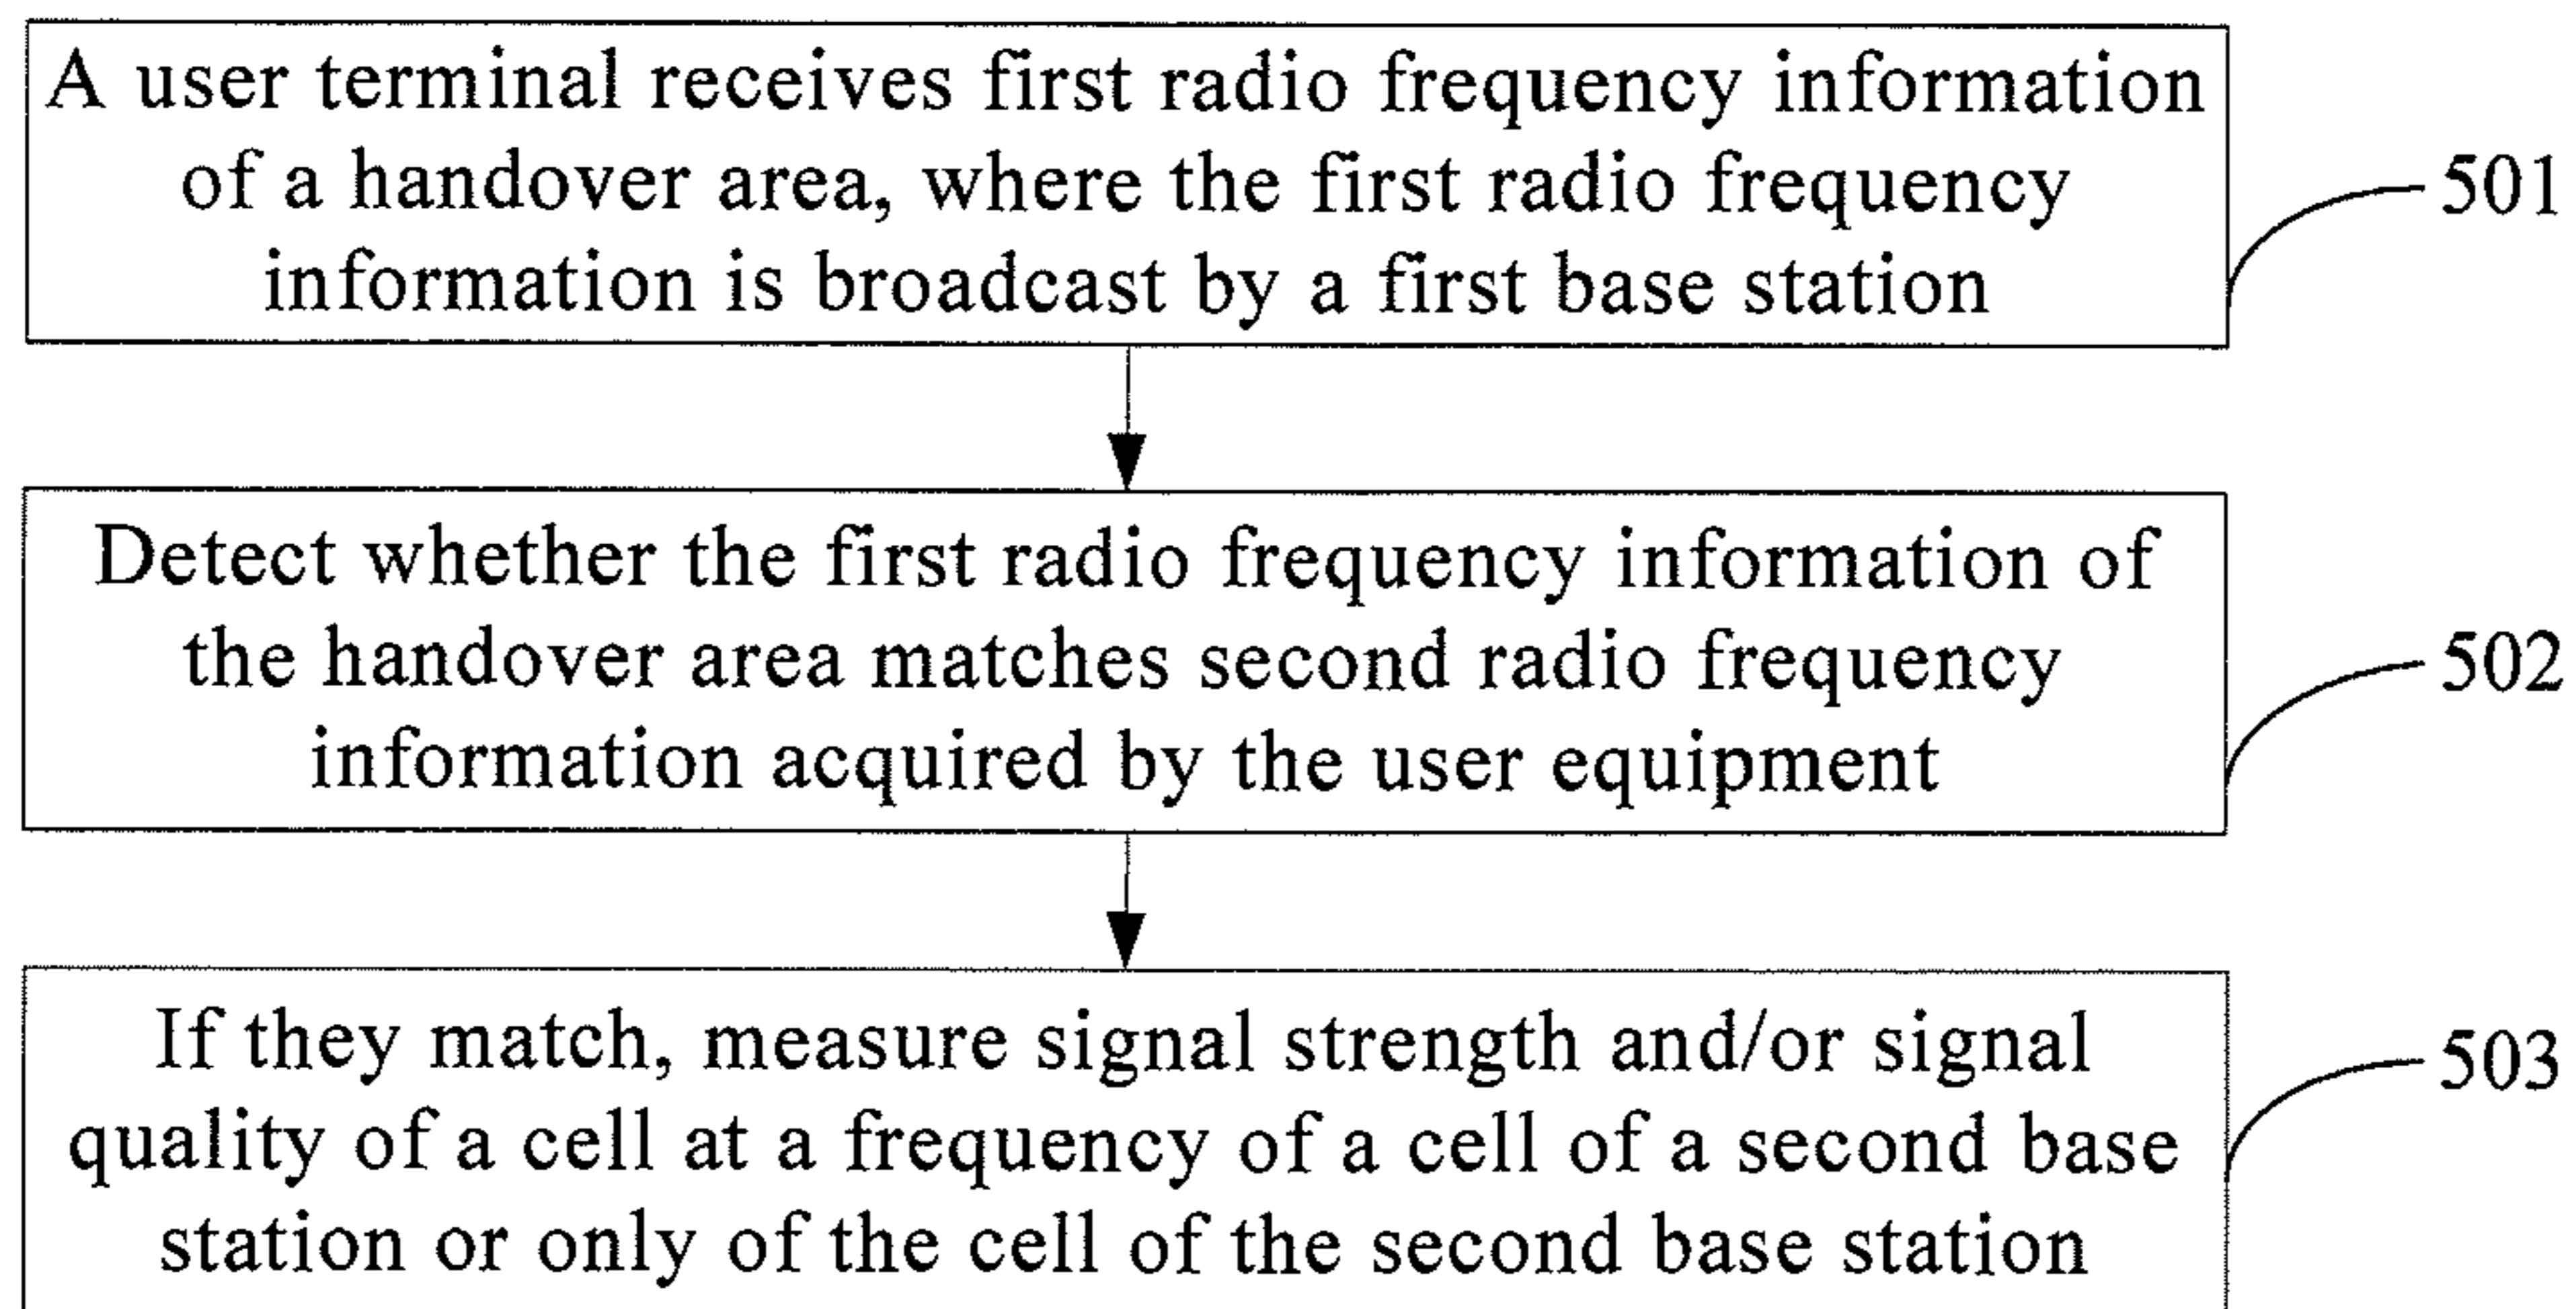 A user terminal receives first radio frequency information
of a handover area, where the first radio frequency
information is broadcast by a first base station
501
Detect whether the first radio frequency information of
the handover area matches second radio frequency
information acquired by the user equipment
502
If they match, measure signal strength and/or signal
quality of a cell at a frequency of a cell of a second base
station or only of the cell of the second base station
503